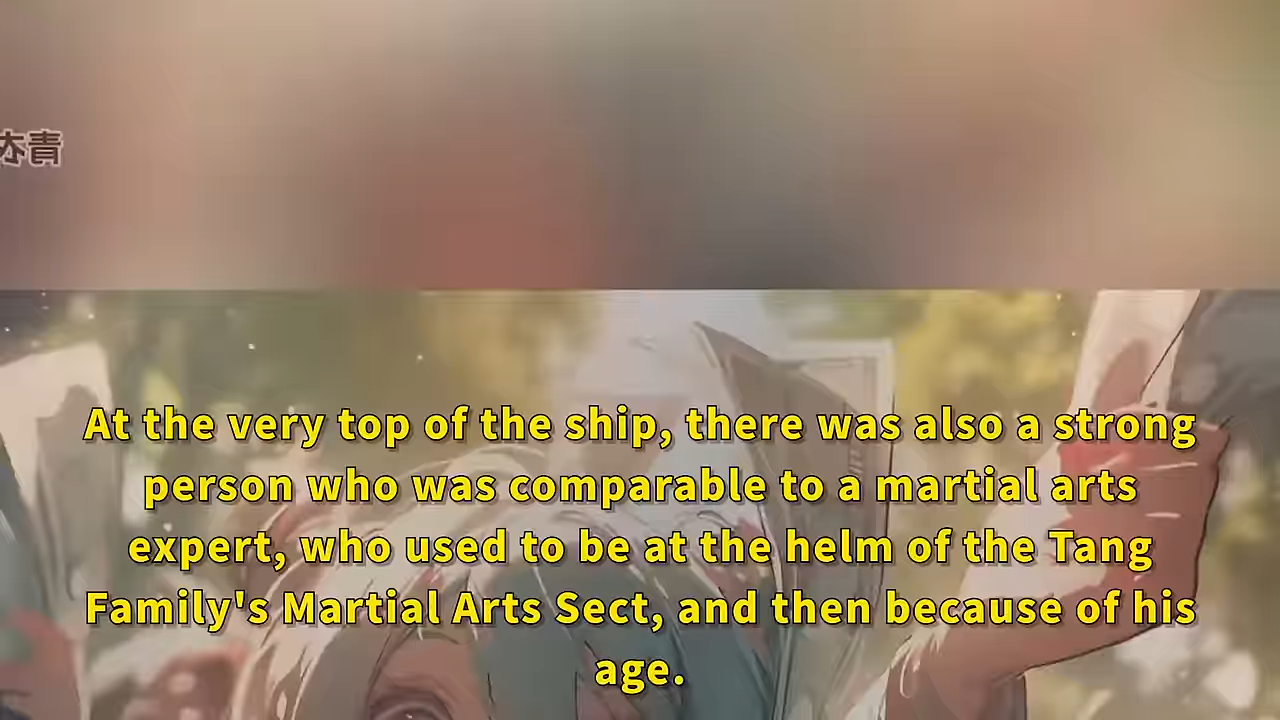 青衣
At the very top of the ship, there was also a strong
person who was comparable to a martial arts
expert, who used to be at the helm of the Tang
Family's Martial Arts Sect, and then because of his
age.